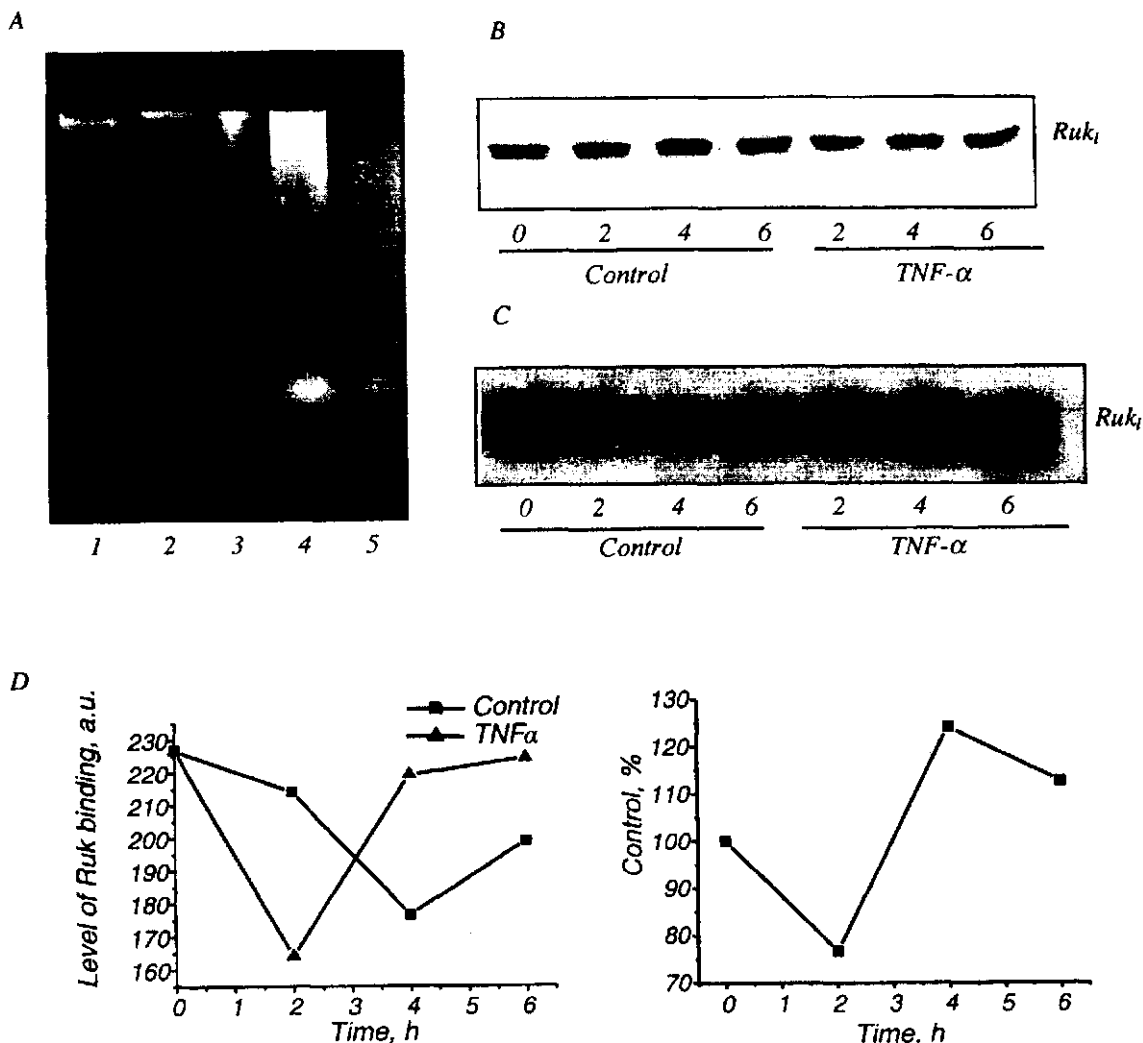 A
1 2 3 4 5
B
Ruk_l
0 2 4 6 2 4 6
Control TNF-α
C
Ruk_l
0 2 4 6 2 4 6
Control TNF-α
D
Level of Ruk binding, a.u.
230
220
210
200
190
180
170
160
0 1 2 3 4 5 6
Time, h
Control
TNFα
Control, %
130
120
110
100
90
80
70
0 1 2 3 4 5 6
Time, h